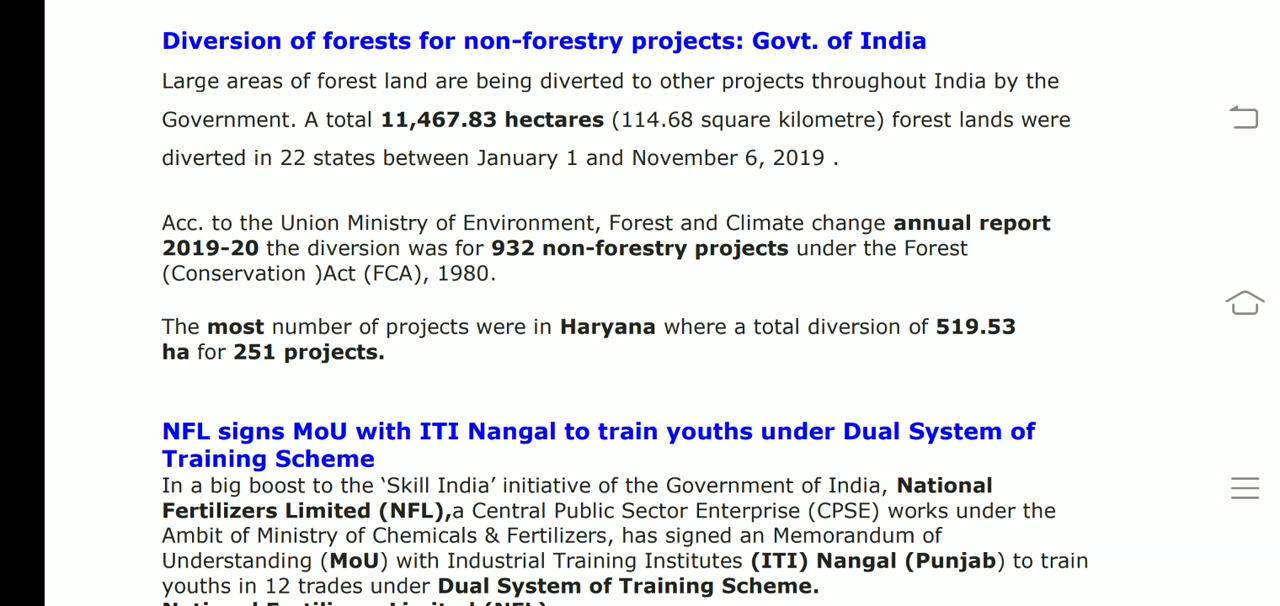 Diversion of forests for non-forestry projects: Govt. of India
Large areas of forest land are being diverted to other projects throughout India by the
Government. A total 11,467.83 hectares (114.68 square kilometre) forest lands were
diverted in 22 states between January 1 and November 6, 2019 .
Acc. to the Union Ministry of Environment, Forest and Climate change annual report
2019-20 the diversion was for 932 non-forestry projects under the Forest
(Conservation )Act (FCA), 1980.
The most number of projects were in Haryana where a total diversion of 519.53
ha for 251 projects.
NFL signs MoU with ITI Nangal to train youths under Dual System of
Training Scheme
In a big boost to the ‘Skill India’ initiative of the Government of India, National
Fertilizers Limited (NFL),a Central Public Sector Enterprise (CPSE) works under the
Ambit of Ministry of Chemicals & Fertilizers, has signed an Memorandum of
Understanding (MoU) with Industrial Training Institutes (ITI) Nangal (Punjab) to train
youths in 12 trades under Dual System of Training Scheme.
National Fertilizers Limited (NFL)